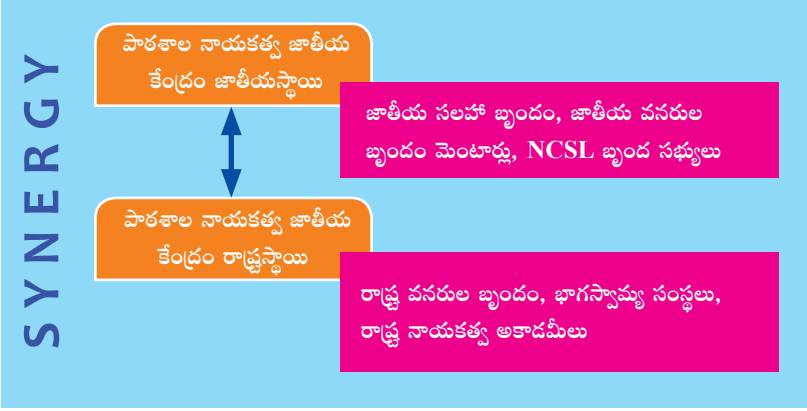 SYNERGY
పాఠశాల నాయకత్వ జాతీయ
కేంద్రం జాతీయస్థాయి
జాతీయ సలహా బృందం, జాతీయ వనరుల
బృందం మెంటార్లు, NCSL బృంద సభ్యులు
పాఠశాల నాయకత్వ జాతీయ
కేంద్రం రాష్ట్రస్థాయి
రాష్ట్ర వనరుల బృందం, భాగస్వామ్య సంస్థలు,
రాష్ట్ర నాయకత్వ అకాడమీలు